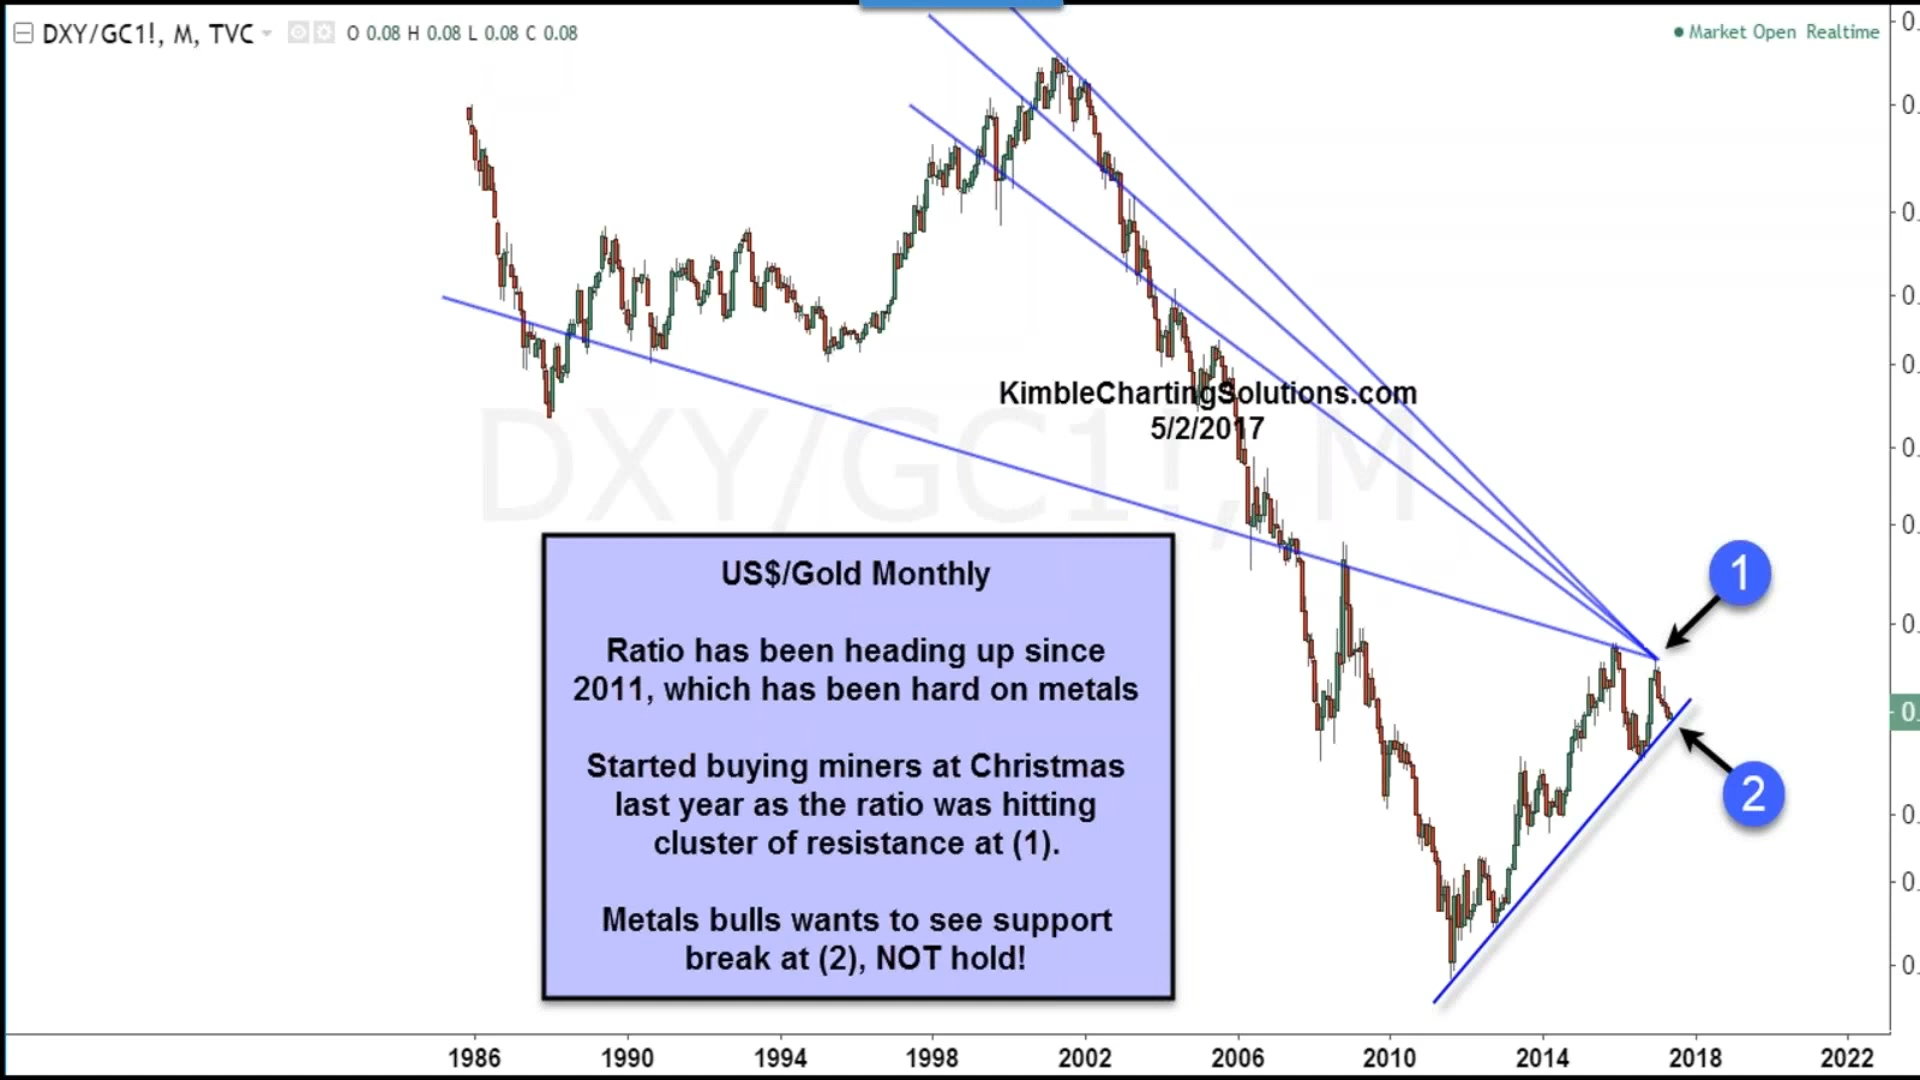 DXY/GC1!, M, TVC O 0.08 H 0.08 L 0.08 C 0.08
Market Open Realtime
KimbleChartingSolutions.com
5/2/2017
DXY/GC1!, M
US$/Gold Monthly
Ratio has been heading up since
2011, which has been hard on metals
Started buying miners at Christmas
last year as the ratio was hitting
cluster of resistance at (1).
Metals bulls wants to see support
break at (2), NOT hold!
1
2
1986 1990 1994 1998 2002 2006 2010 2014 2018 2022